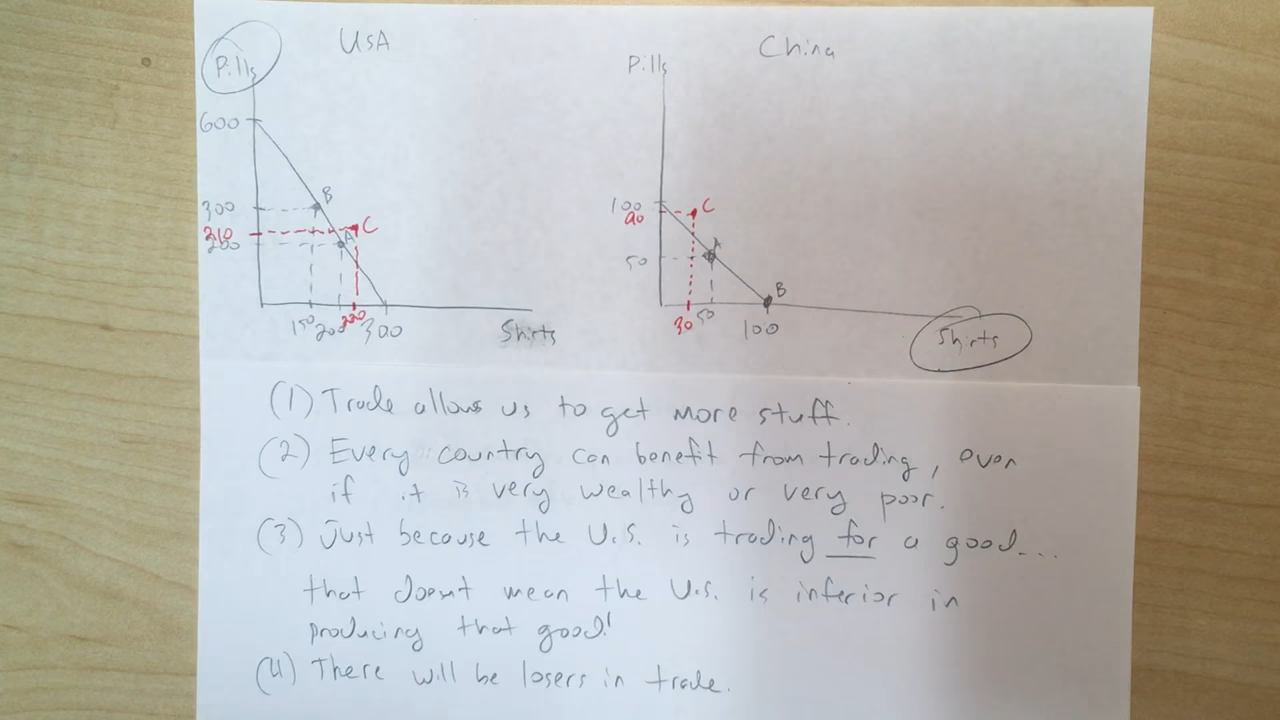 USA
China
Pills
Pills
600
300
210
200
B
C
A
150 200 220 300
Shirts
100
90
50
C
A
B
30 50 100
Shirts
(1) Trade allows us to get more stuff.
(2) Every country can benefit from trading, even
if it is very wealthy or very poor.
(3) Just because the U.S. is trading for a good...
that doesnt mean the U.S. is inferior in
producing that good!
(4) There will be losers in trade.